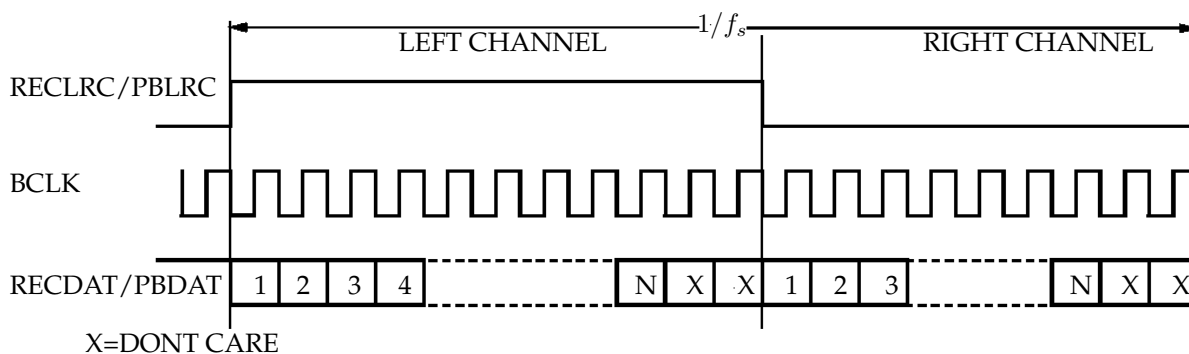 1/fₛ
LEFT CHANNEL RIGHT CHANNEL
RECLRC/PBLRC
BCLK
RECDAT/PBDAT 1 2 3 4 N X X 1 2 3 N X X
X=DONT CARE